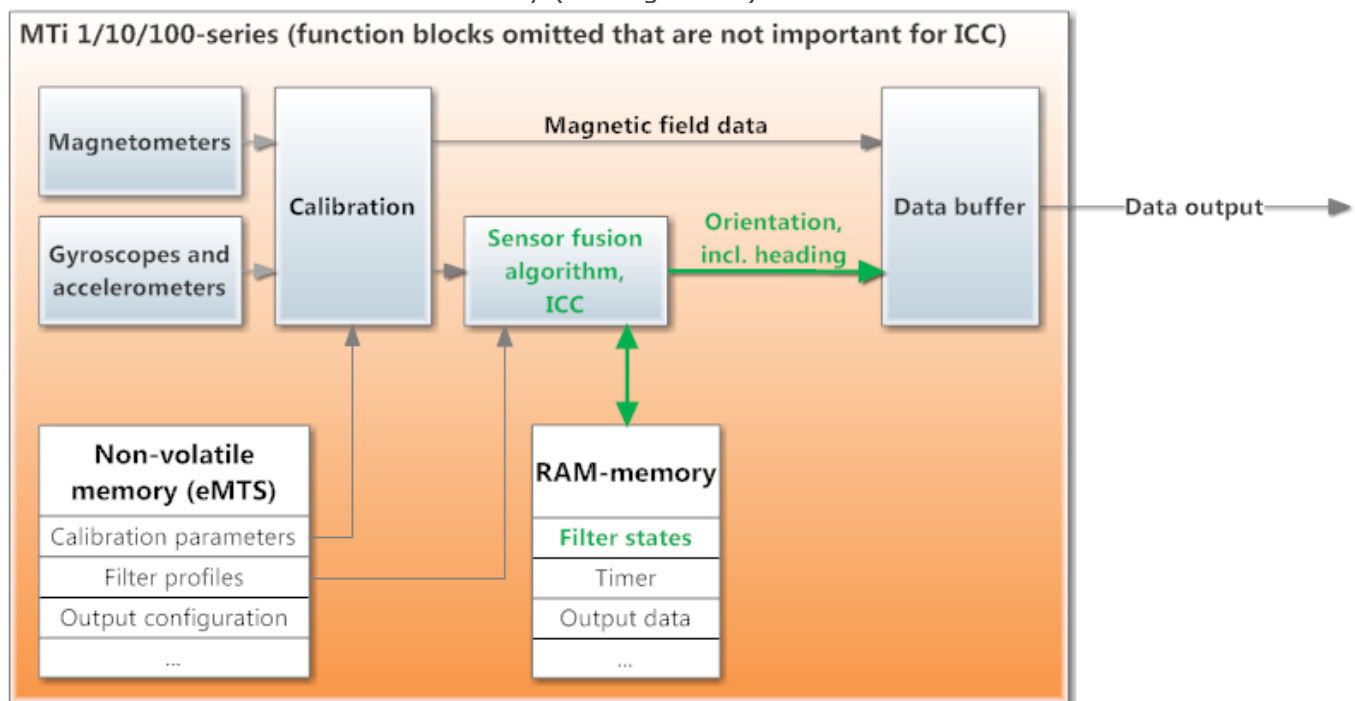 MTi 1/10/100-series (function blocks omitted that are not important for ICC)
Magnetometers
Gyroscopes and
accelerometers
Calibration
Magnetic field data
Sensor fusion
algorithm,
ICC
Orientation,
incl. heading
Data buffer
Data output
Non-volatile
memory (eMTS)
Calibration parameters
Filter profiles
Output configuration
...
RAM-memory
Filter states
Timer
Output data
...